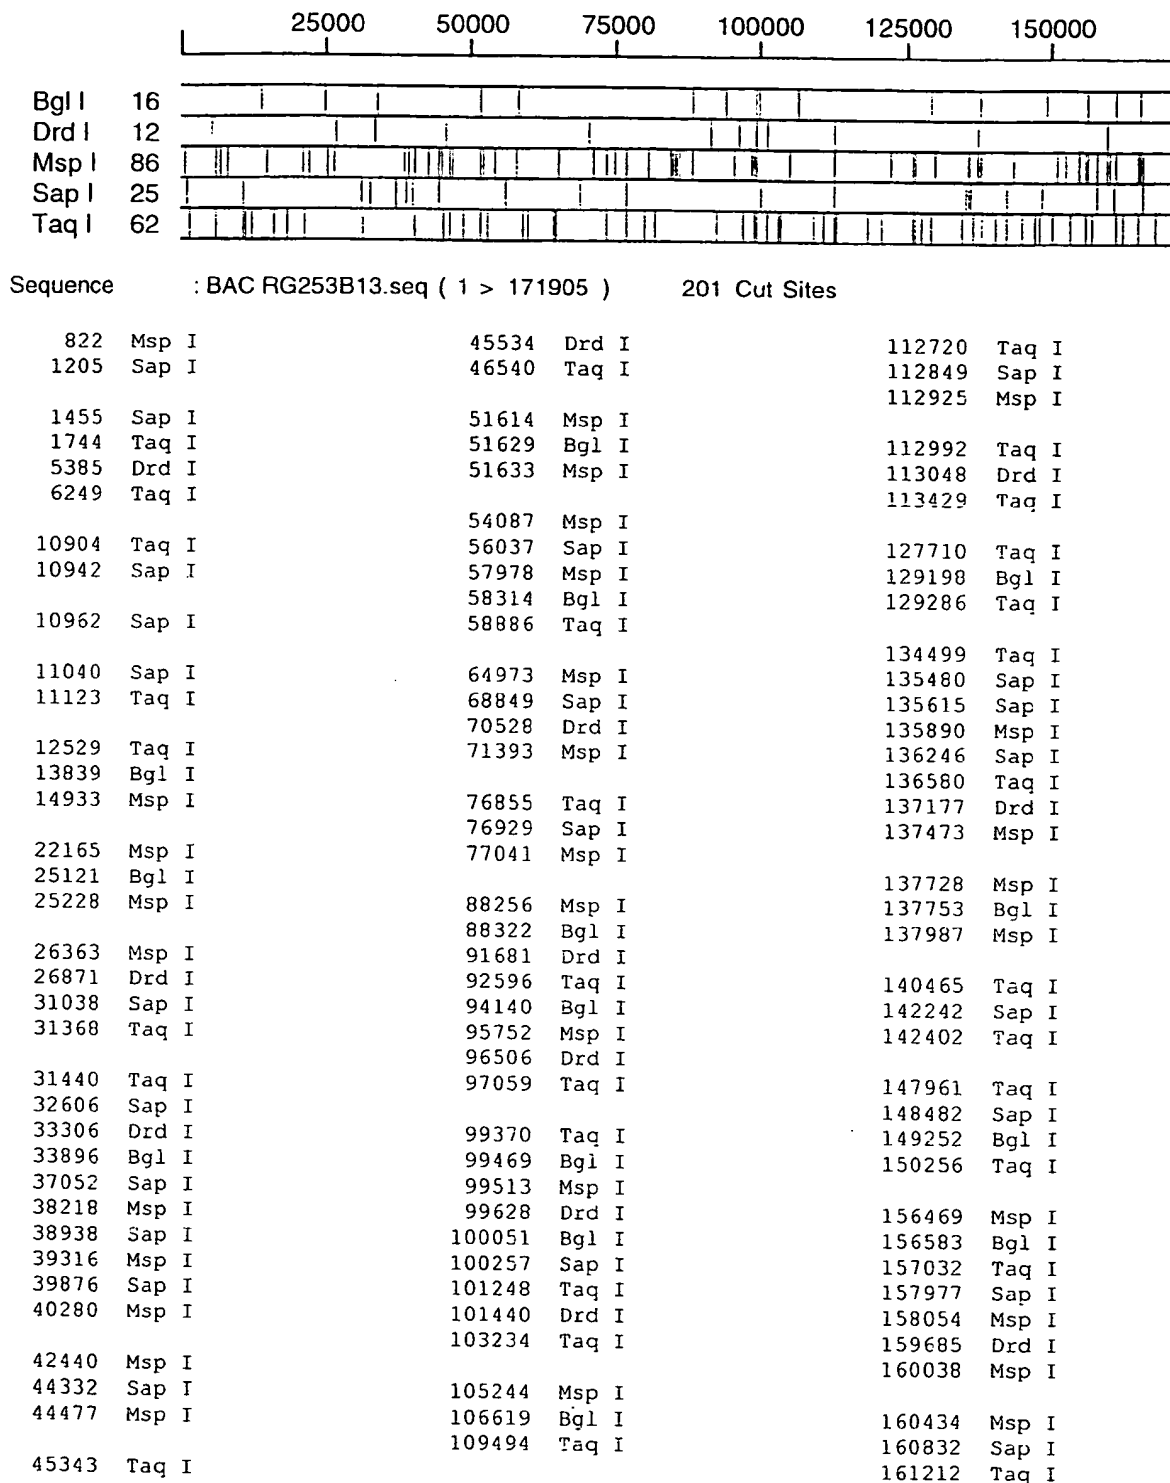 25000 50000 75000 100000 125000 150000
Bgl I 16
Drd I 12
Msp I 86
Sap I 25
Taq I 62
Sequence : BAC RG253B13.seq ( 1 > 171905 ) 201 Cut Sites
822 Msp I
1205 Sap I
1455 Sap I
1744 Taq I
5385 Drd I
6249 Taq I
10904 Taq I
10942 Sap I
10962 Sap I
11040 Sap I
11123 Taq I
12529 Taq I
13839 Bgl I
14933 Msp I
22165 Msp I
25121 Bgl I
25228 Msp I
26363 Msp I
26871 Drd I
31038 Sap I
31368 Taq I
31440 Taq I
32606 Sap I
33306 Drd I
33896 Bgl I
37052 Sap I
38218 Msp I
38938 Sap I
39316 Msp I
39876 Sap I
40280 Msp I
42440 Msp I
44332 Sap I
44477 Msp I
45343 Taq I
45534 Drd I
46540 Taq I
51614 Msp I
51629 Bgl I
51633 Msp I
54087 Msp I
56037 Sap I
57978 Msp I
58314 Bgl I
58886 Taq I
64973 Msp I
68849 Sap I
70528 Drd I
71393 Msp I
76855 Taq I
76929 Sap I
77041 Msp I
88256 Msp I
88322 Bgl I
91681 Drd I
92596 Taq I
94140 Bgl I
95752 Msp I
96506 Drd I
97059 Taq I
99370 Taq I
99469 Bgl I
99513 Msp I
99628 Drd I
100051 Bgl I
100257 Sap I
101248 Taq I
101440 Drd I
103234 Taq I
105244 Msp I
106619 Bgl I
109494 Taq I
112720 Taq I
112849 Sap I
112925 Msp I
112992 Taq I
113048 Drd I
113429 Taq I
127710 Taq I
129198 Bgl I
129286 Taq I
134499 Taq I
135480 Sap I
135615 Sap I
135890 Msp I
136246 Sap I
136580 Taq I
137177 Drd I
137473 Msp I
137728 Msp I
137753 Bgl I
137987 Msp I
140465 Taq I
142242 Sap I
142402 Taq I
147961 Taq I
148482 Sap I
149252 Bgl I
150256 Taq I
156469 Msp I
156583 Bgl I
157032 Taq I
157977 Sap I
158054 Msp I
159685 Drd I
160038 Msp I
160434 Msp I
160832 Sap I
161212 Taq I